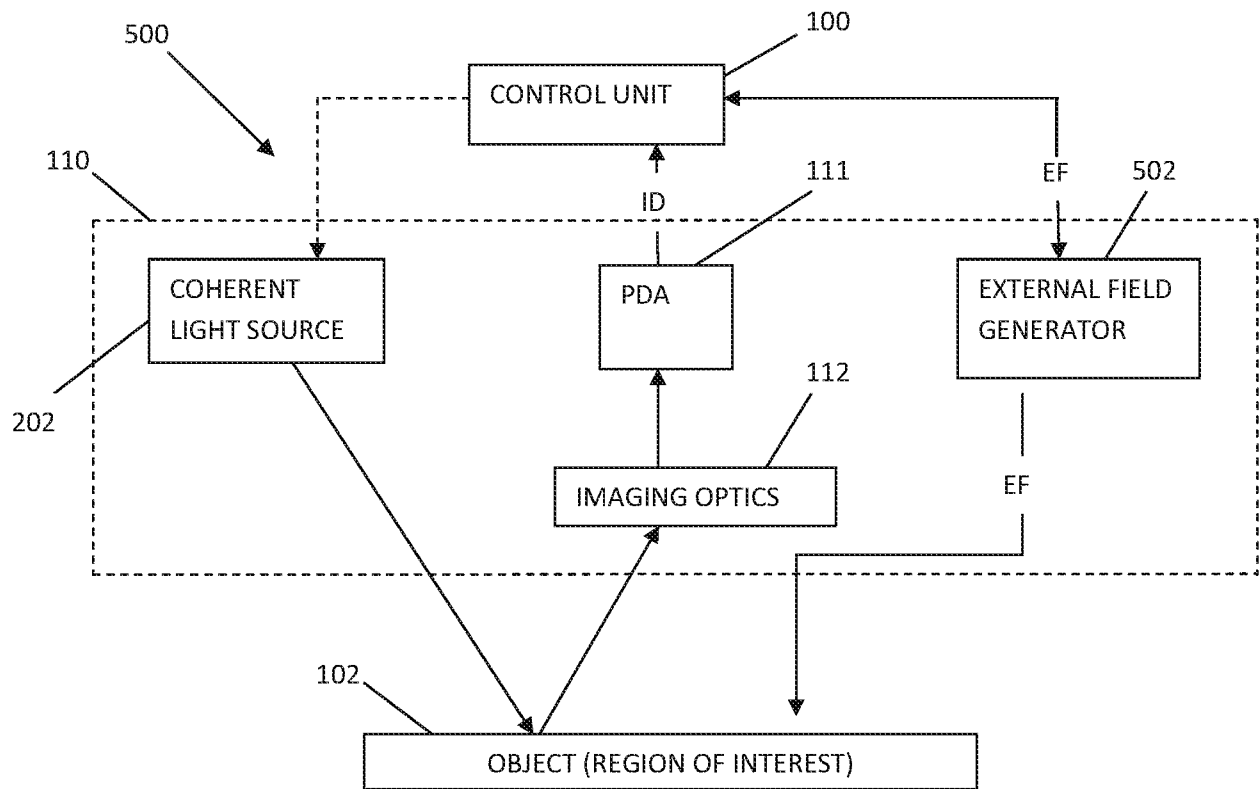 500
100
CONTROL UNIT
110
111
EF
502
ID
COHERENT
LIGHT SOURCE
PDA
EXTERNAL FIELD
GENERATOR
112
202
IMAGING OPTICS
EF
102
OBJECT (REGION OF INTEREST)